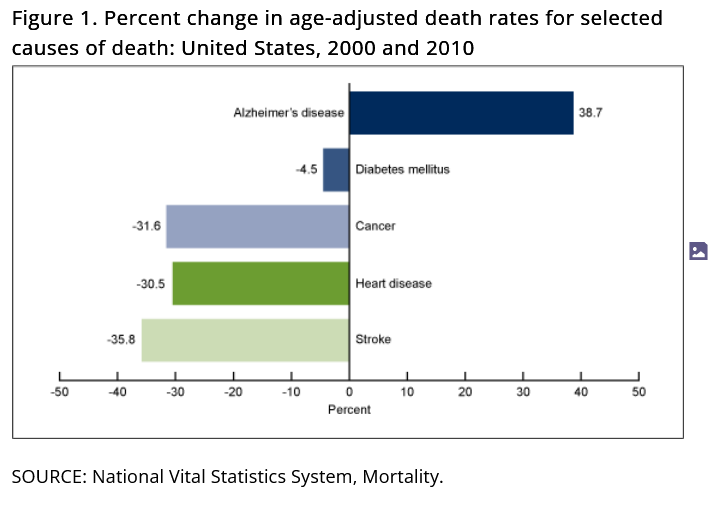 Figure 1. Percent change in age-adjusted death rates for selected
causes of death: United States, 2000 and 2010
Alzheimer's disease 38.7
-4.5 Diabetes mellitus
-31.6 Cancer
-30.5 Heart disease
-35.8 Stroke
-50 -40 -30 -20 -10 0 10 20 30 40 50
Percent
SOURCE: National Vital Statistics System, Mortality.